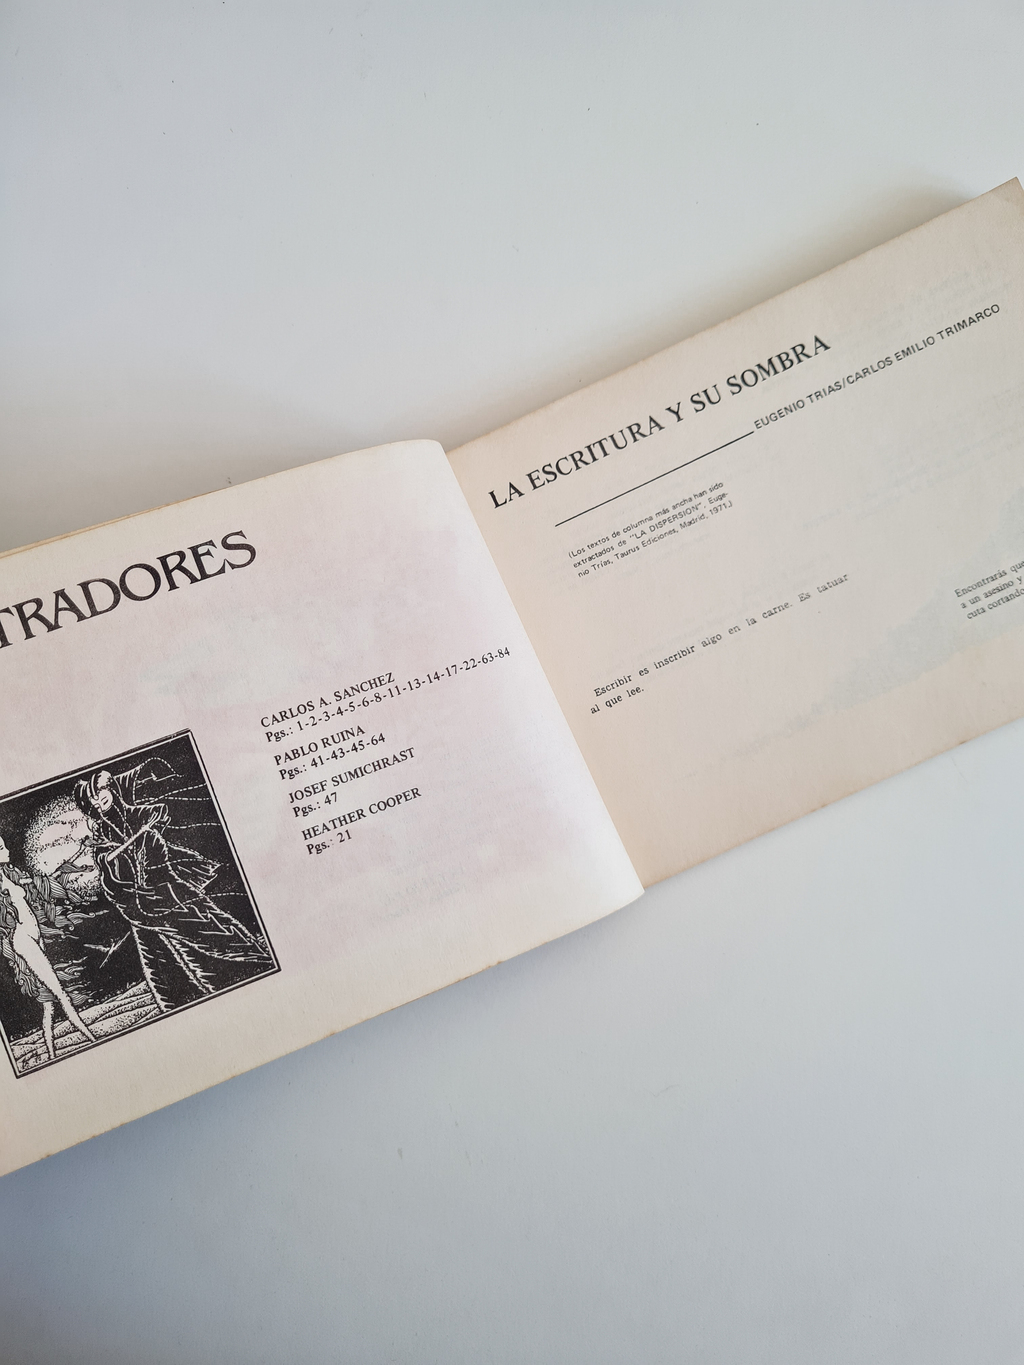 TRADORES
CARLOS A. SANCHEZ
Pgs.: 1-2-3-4-5-6-8-11-13-14-17-22-63-84
PABLO RUINA
Pgs.: 41-43-45-64
JOSEF SUMICHRAST
Pgs.: 47
HEATHER COOPER
Pgs.: 21
LA ESCRITURA Y SU SOMBRA
EUGENIO TRIAS/CARLOS EMILIO TRIMARCO
(Los textos de columna más ancha han sido
extractados de "LA DISPERSION", Euge-
nio Trías, Taurus Ediciones, Madrid, 1971.)
Escribir es inscribir algo en la carne. Es tatuar
al que lee.
Encontrarás que
a un asesino y
cuta cortando